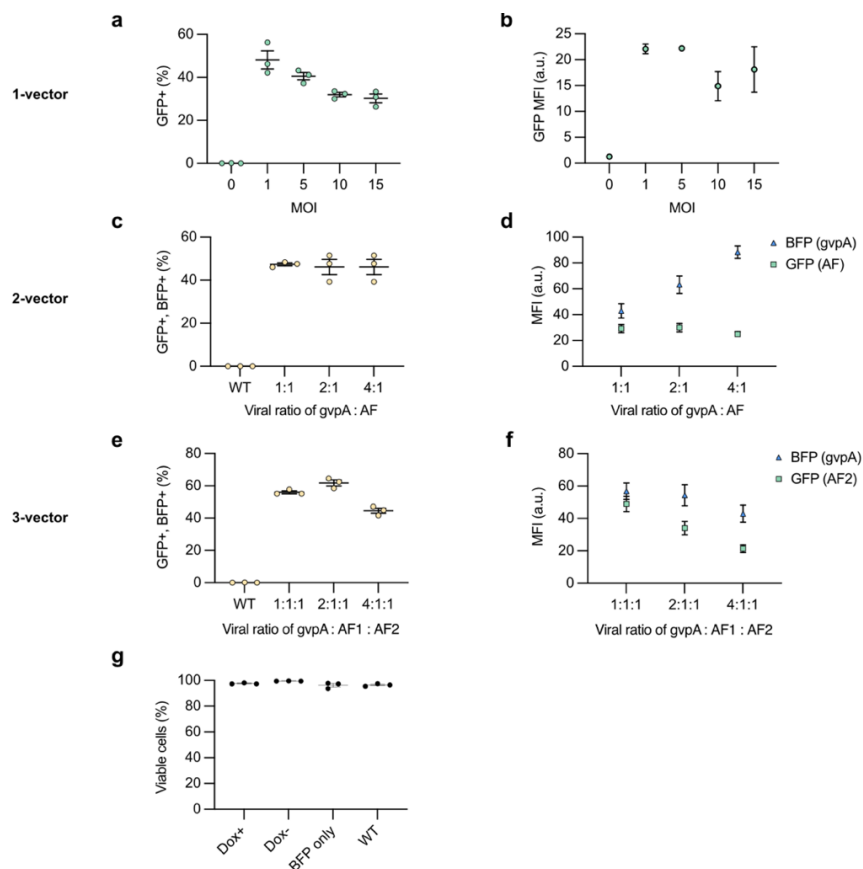 a
b
1-vector
GFP+ (%)
60
40
20
0
0 1 5 10 15
MOI
GFP MFI (a.u.)
25
20
15
10
5
0
0 1 5 10 15
MOI
c
d
2-vector
GFP+, BFP+ (%)
60
40
20
0
WT 1:1 2:1 4:1
Viral ratio of gvpA : AF
MFI (a.u.)
100
80
60
40
20
0
1:1 2:1 4:1
Viral ratio of gvpA : AF
BFP (gvpA)
GFP (AF)
e
f
3-vector
GFP+, BFP+ (%)
80
60
40
20
0
WT 1:1:1 2:1:1 4:1:1
Viral ratio of gvpA : AF1 : AF2
MFI (a.u.)
80
60
40
20
0
1:1:1 2:1:1 4:1:1
Viral ratio of gvpA : AF1 : AF2
BFP (gvpA)
GFP (AF2)
g
Viable cells (%)
100
80
60
40
20
0
Dox+ Dox- BFP only WT